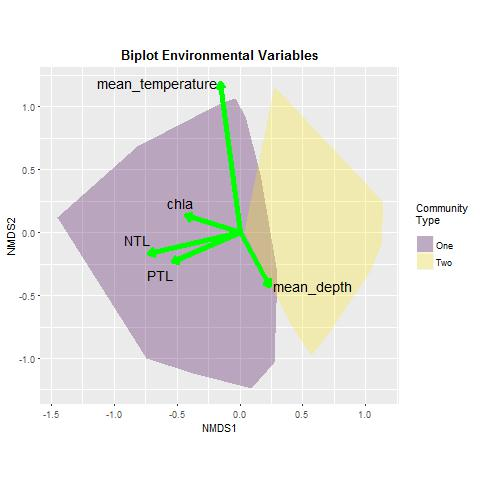 Biplot Environmental Variables
mean_temperature
chla
NTL
PTL
mean_depth
1.0
0.5
0.0
-0.5
-1.0
NMDS2
-1.5
-1.0
-0.5
0.0
0.5
1.0
NMDS1
Community
Type
One
Two